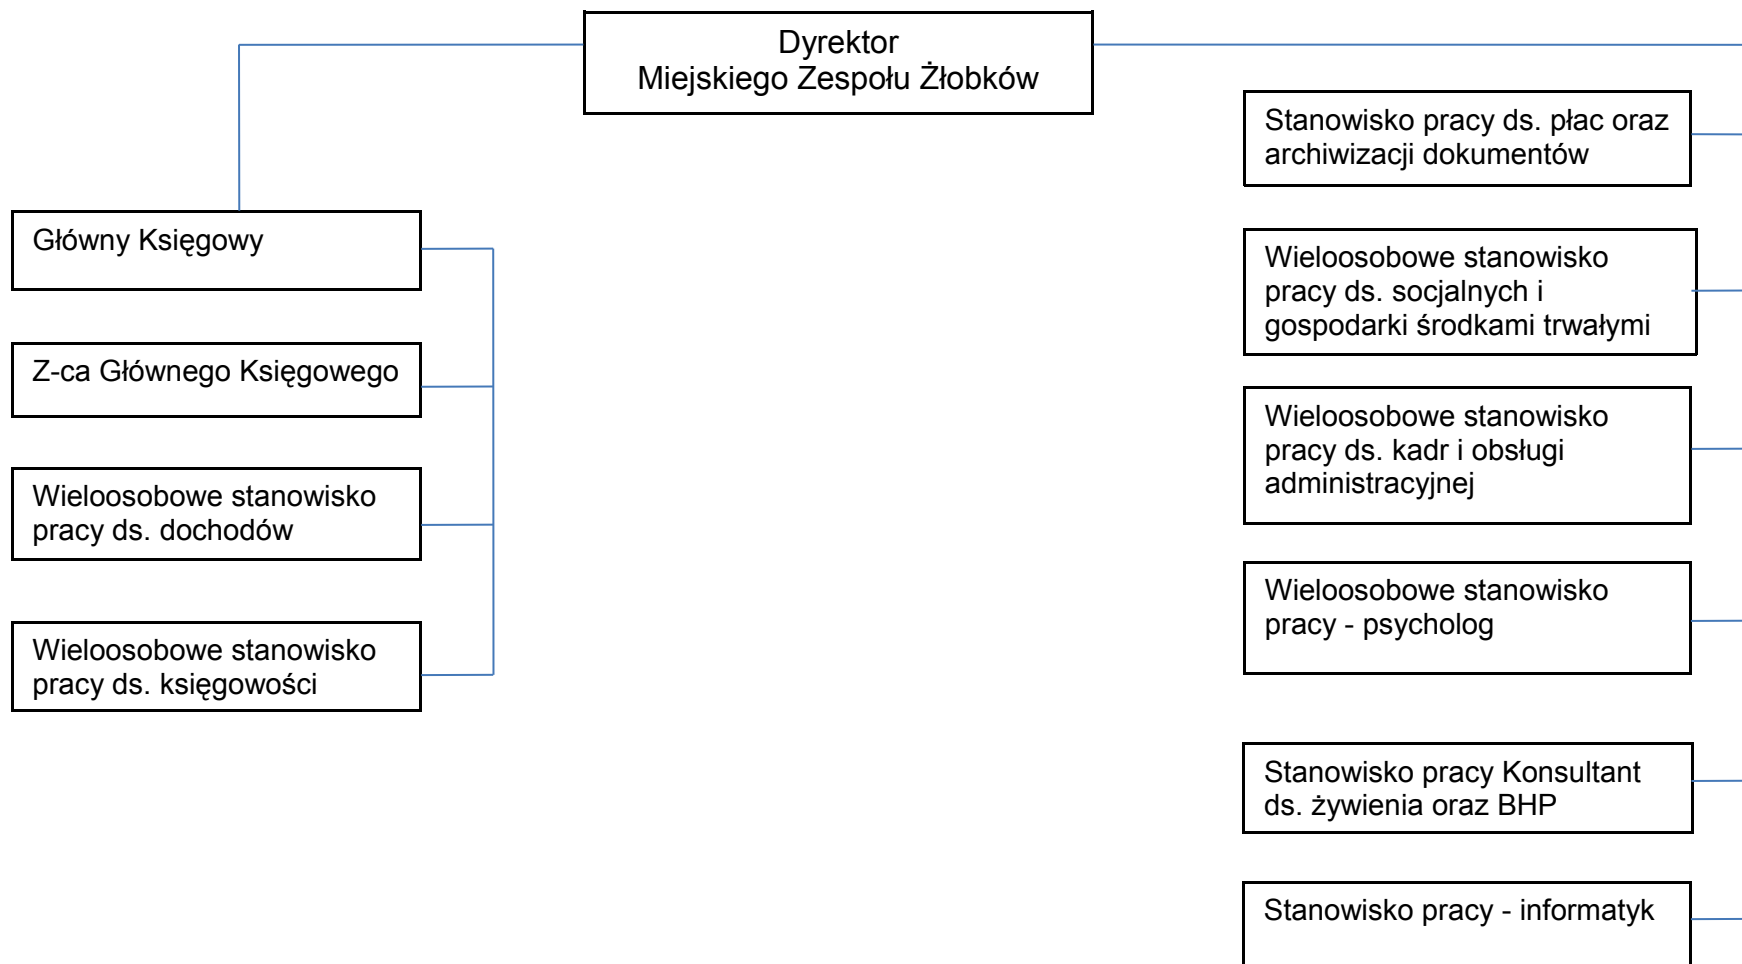 Dyrektor
Miejskiego Zespołu Żłobków
Główny Księgowy
Z-ca Głównego Księgowego
Wieloosobowe stanowisko
pracy ds. dochodów
Wieloosobowe stanowisko
pracy ds. księgowości
Stanowisko pracy ds. płac oraz
archiwizacji dokumentów
Wieloosobowe stanowisko
pracy ds. socjalnych i
gospodarki środkami trwałymi
Wieloosobowe stanowisko
pracy ds. kadr i obsługi
administracyjnej
Wieloosobowe stanowisko
pracy - psycholog
Stanowisko pracy Konsultant
ds. żywienia oraz BHP
Stanowisko pracy - informatyk